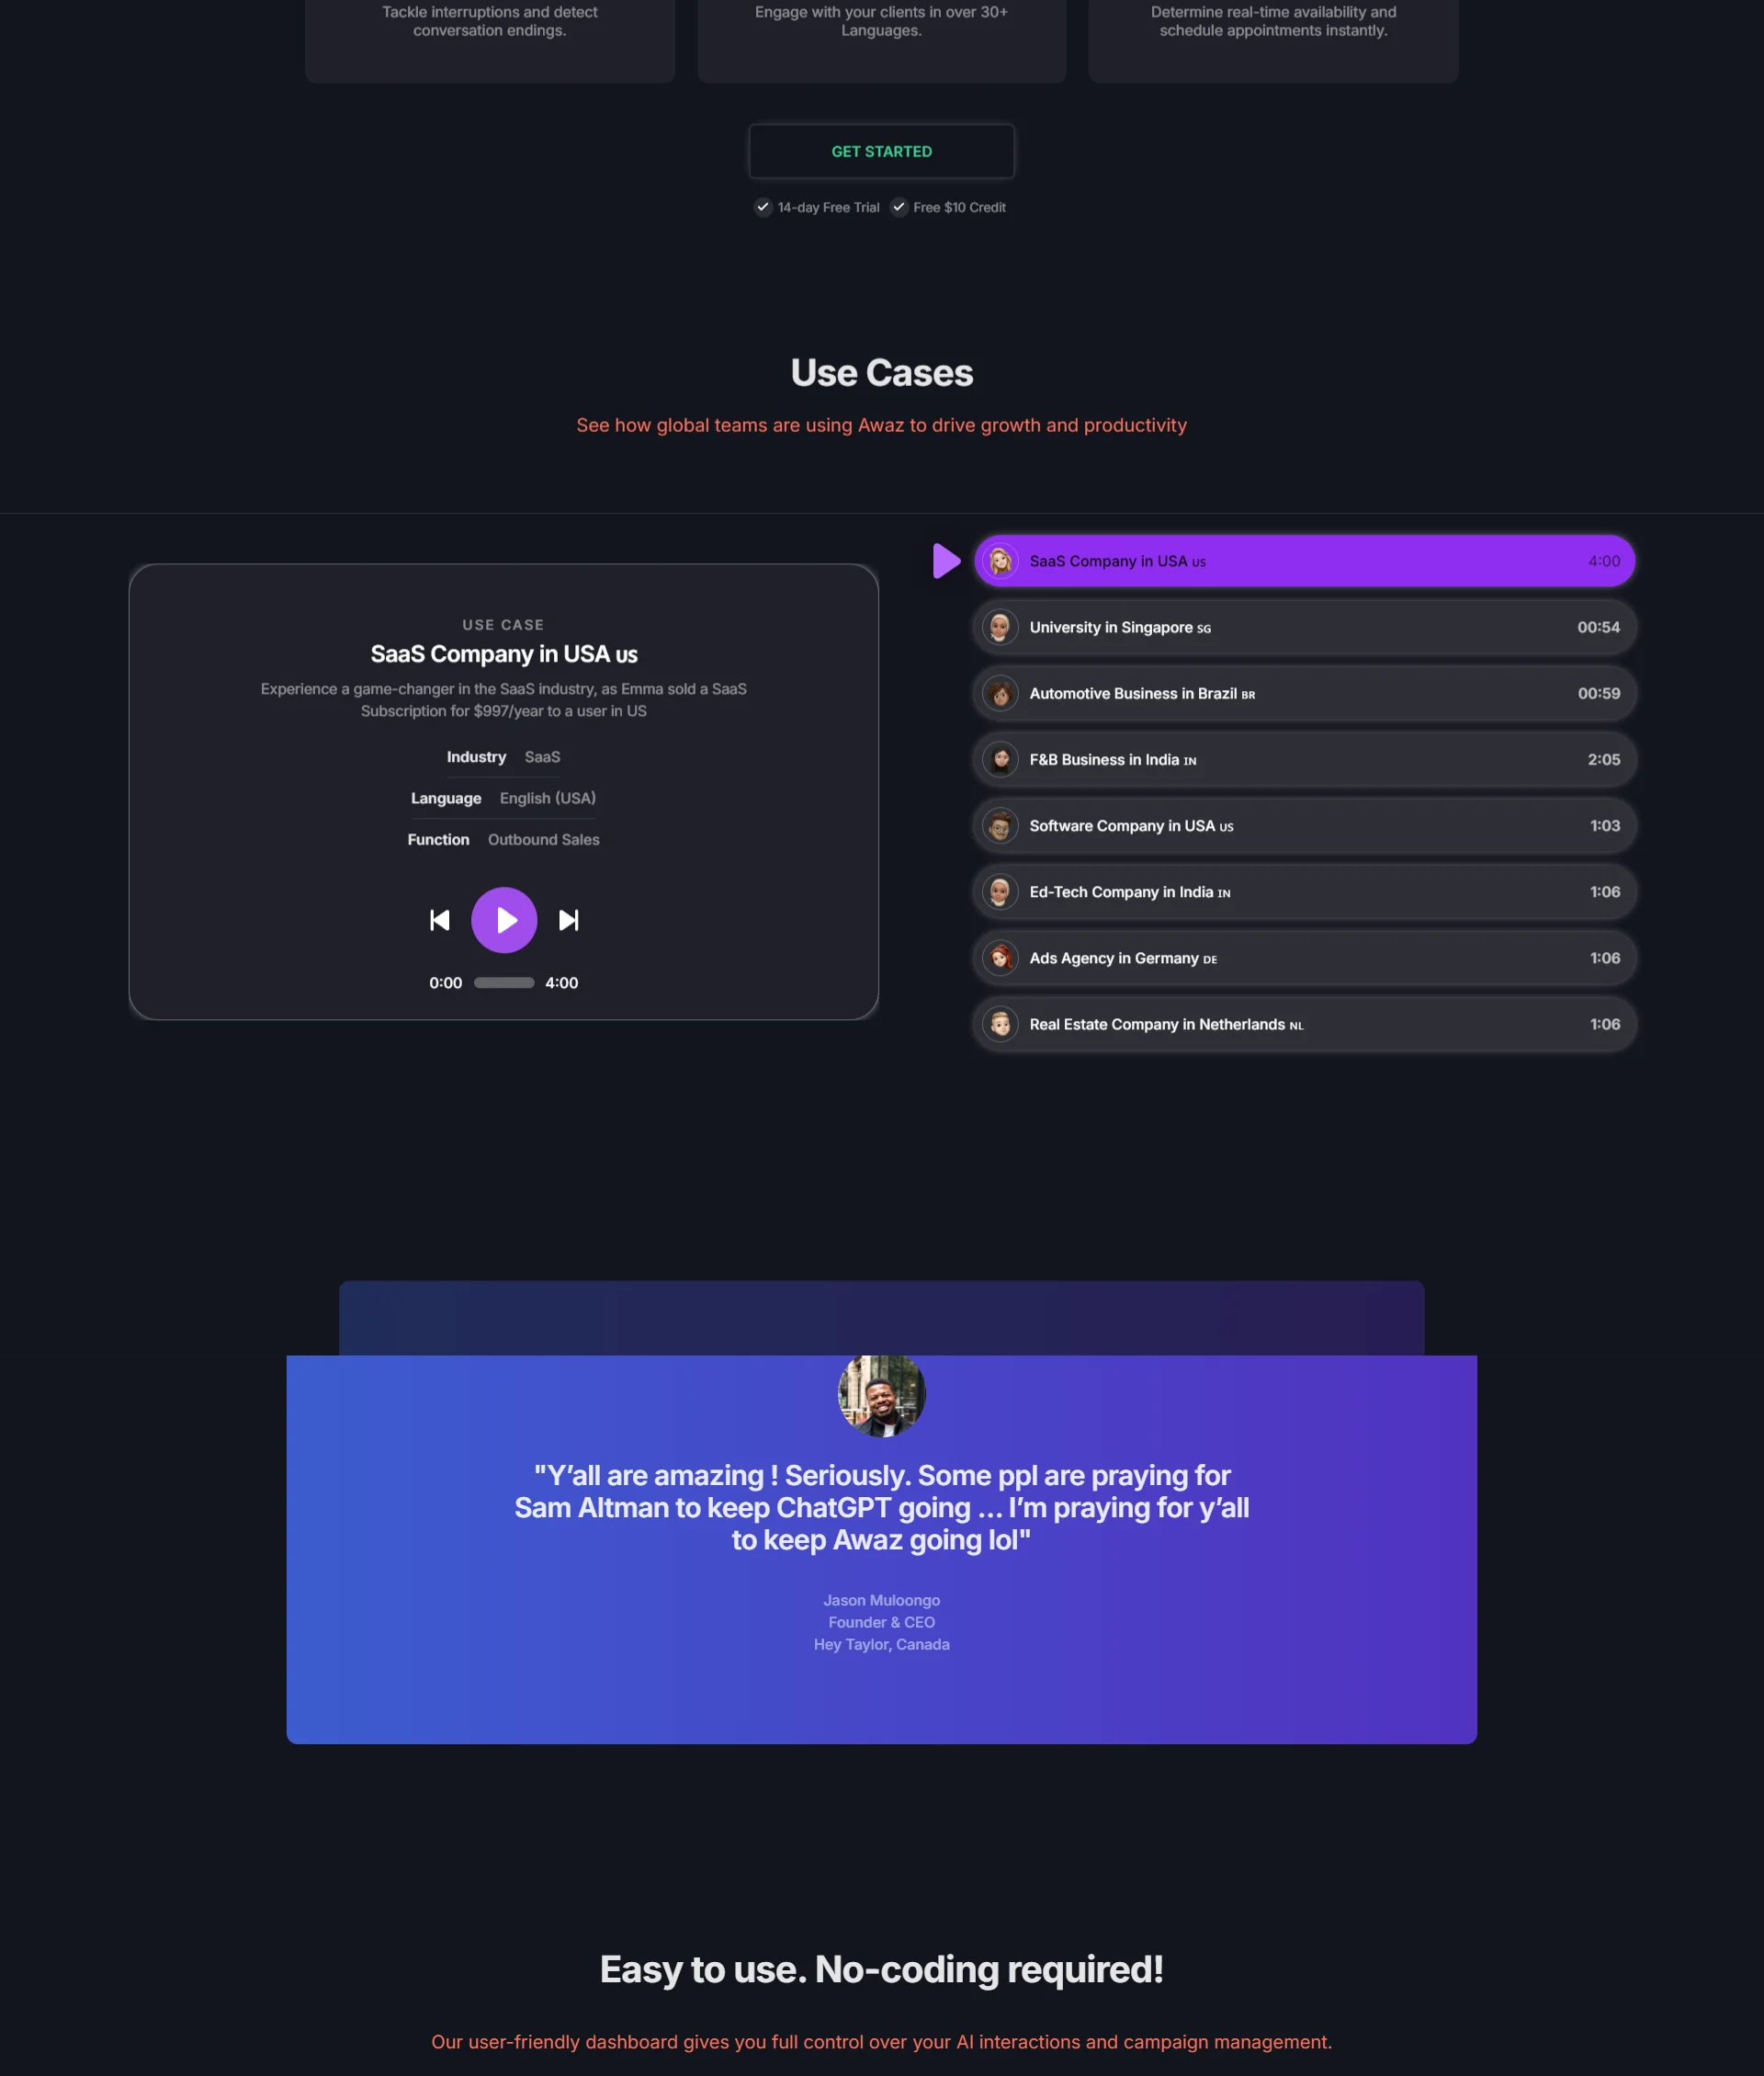 Tackle interruptions and detect
conversation endings.
Engage with your clients in over 30+
Languages.
Determine real-time availability and
schedule appointments instantly.
GET STARTED
14-day Free Trial
Free $10 Credit
Use Cases
See how global teams are using Awaz to drive growth and productivity
USE CASE
SaaS Company in USA US
Experience a game-changer in the SaaS industry, as Emma sold a SaaS
Subscription for $997/year to a user in US
Industry SaaS
Language English (USA)
Function Outbound Sales
0:00 4:00
SaaS Company in USA US 4:00
University in Singapore SG 00:54
Automotive Business in Brazil BR 00:59
F&B Business in India IN 2:05
Software Company in USA US 1:03
Ed-Tech Company in India IN 1:06
Ads Agency in Germany DE 1:06
Real Estate Company in Netherlands NL 1:06
"Y’all are amazing ! Seriously. Some ppl are praying for
Sam Altman to keep ChatGPT going … I’m praying for y’all
to keep Awaz going lol"
Jason Muloongo
Founder & CEO
Hey Taylor, Canada
Easy to use. No-coding required!
Our user-friendly dashboard gives you full control over your AI interactions and campaign management.